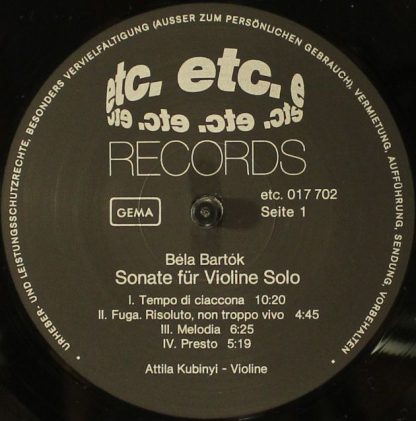 URHEBER- UND LEISTUNGSSCHUTZRECHTE, BESONDERS VERVIELFÄLTIGUNG (AUSSER ZUM PERSÖNLICHEN GEBRAUCH), VERMIETUNG, AUFFÜHRUNG, SENDUNG, VORBEHALTEN
etc. etc. e
etc. etc. etc. etc.
RECORDS
GEMA
etc. 017 702
Seite 1
Béla Bartók
Sonate für Violine Solo
I. Tempo di ciaccona 10:20
II. Fuga. Risoluto, non troppo vivo 4:45
III. Melodia 6:25
IV. Presto 5:19
Attila Kubinyi - Violine